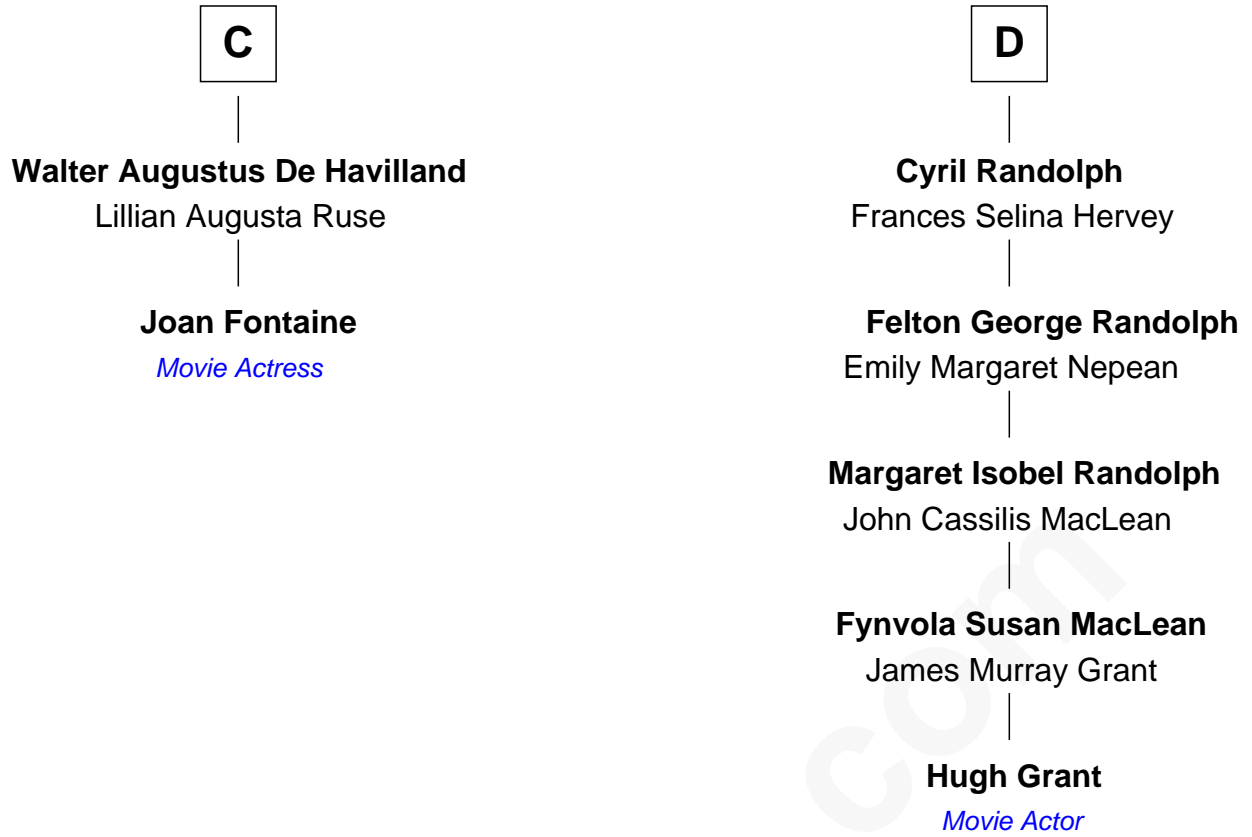 C
Walter Augustus De Havilland
Lillian Augusta Ruse
Joan Fontaine
Movie Actress
D
Cyril Randolph
Frances Selina Hervey
Felton George Randolph
Emily Margaret Nepean
Margaret Isobel Randolph
John Cassilis MacLean
Fynvola Susan MacLean
James Murray Grant
Hugh Grant
Movie Actor
com